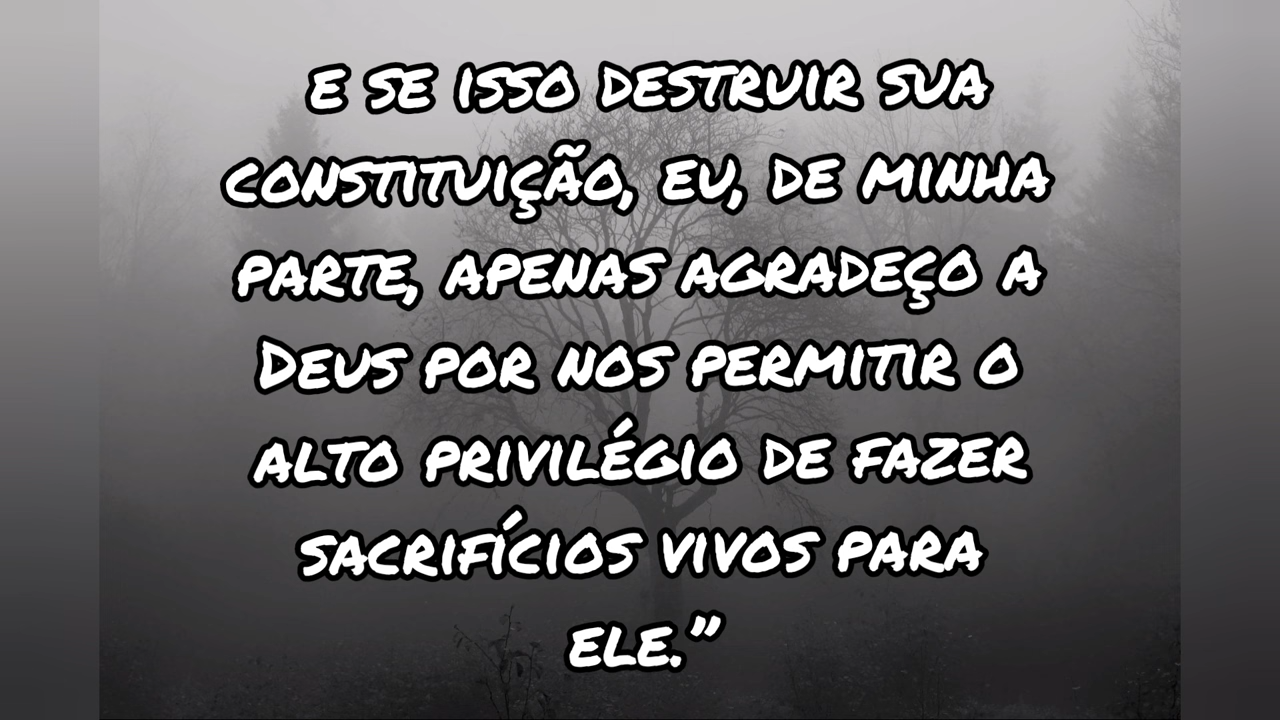 E SE ISSO DESTRUIR SUA
CONSTITUIÇÃO, EU, DE MINHA
PARTE, APENAS AGRADEÇO A
DEUS POR NOS PERMITIR O
ALTO PRIVILÉGIO DE FAZER
SACRIFÍCIOS VIVOS PARA
ELE.”